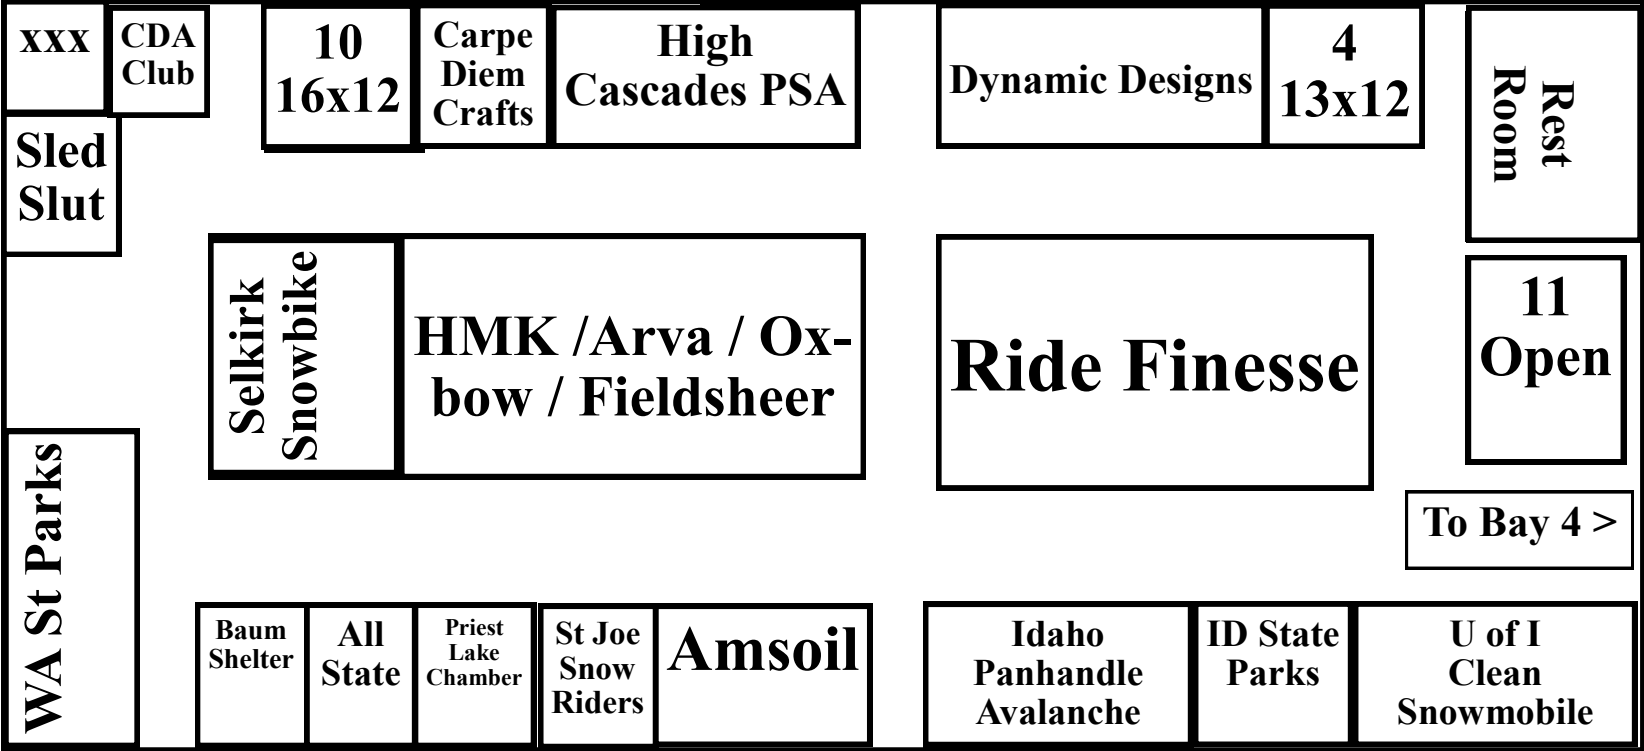 xxx
CDA
Club
10
16x12
Carpe
Diem
Crafts
High
Cascades PSA
Dynamic Designs
4
13x12
Rest
Room
Sled
Slut
Selkirk
Snowbike
HMK /Arva / Ox-
bow / Fieldsheer
Ride Finesse
11
Open
To Bay 4 >
WA St Parks
Baum
Shelter
All
State
Priest
Lake
Chamber
St Joe
Snow
Riders
Amsoil
Idaho
Panhandle
Avalanche
ID State
Parks
U of I
Clean
Snowmobile